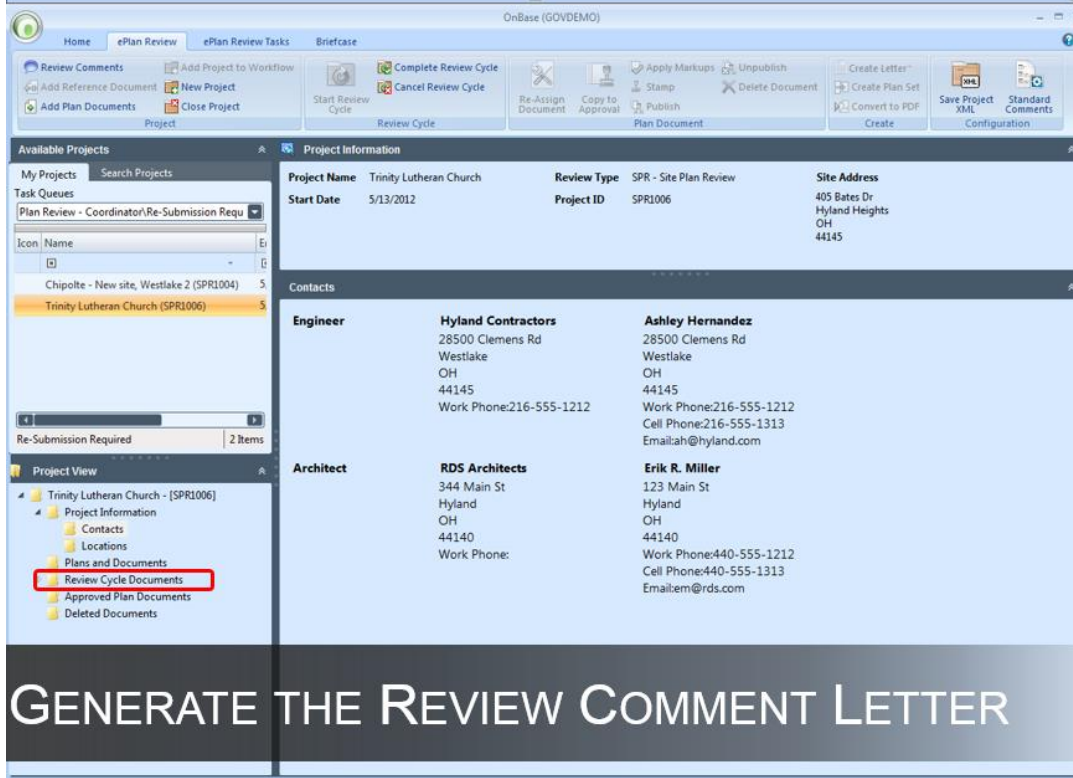 OnBase (GOVDEMO)
Home ePlan Review ePlan Review Tasks Briefcase
Review Comments Add Project to Workflow
Add Reference Document New Project
Add Plan Documents Close Project
Project
Start Review Cycle
Complete Review Cycle
Cancel Review Cycle
Review Cycle
Re-Assign Document
Copy to Approval
Apply Markups Unpublish
Stamp Delete Document
Publish
Plan Document
Create Letter
Create Plan Set
Convert to PDF
Create
Save Project XML
Standard Comments
Configuration
Available Projects
My Projects Search Projects
Task Queues
Plan Review - Coordinator\Re-Submission Requ
Icon Name
Chipolte - New site, Westlake 2 (SPR1004) 5
Trinity Lutheran Church (SPR1006) 5
Re-Submission Required 2 Items
Project View
Trinity Lutheran Church - [SPR1006]
Project Information
Contacts
Locations
Plans and Documents
Review Cycle Documents
Approved Plan Documents
Deleted Documents
Project Information
Project Name Trinity Lutheran Church Review Type SPR - Site Plan Review Site Address
Start Date 5/13/2012 Project ID SPR1006
405 Bates Dr
Hyland Heights
OH
44145
Contacts
Engineer Hyland Contractors Ashley Hernandez
28500 Clemens Rd 28500 Clemens Rd
Westlake Westlake
OH OH
44145 44145
Work Phone:216-555-1212 Work Phone:216-555-1212
Cell Phone:216-555-1313
Email:ah@hyland.com
Architect RDS Architects Erik R. Miller
344 Main St 123 Main St
Hyland Hyland
OH OH
44140 44140
Work Phone: Work Phone:440-555-1212
Cell Phone:440-555-1313
Email:em@rds.com
GENERATE THE REVIEW COMMENT LETTER